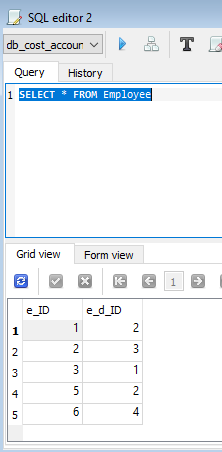 SQL editor 2
db_cost_accoun
T
Query History
1 SELECT * FROM Employee
Grid view Form view
1
e_ID e_d_ID
1 1 2
2 2 3
3 3 1
4 5 2
5 6 4